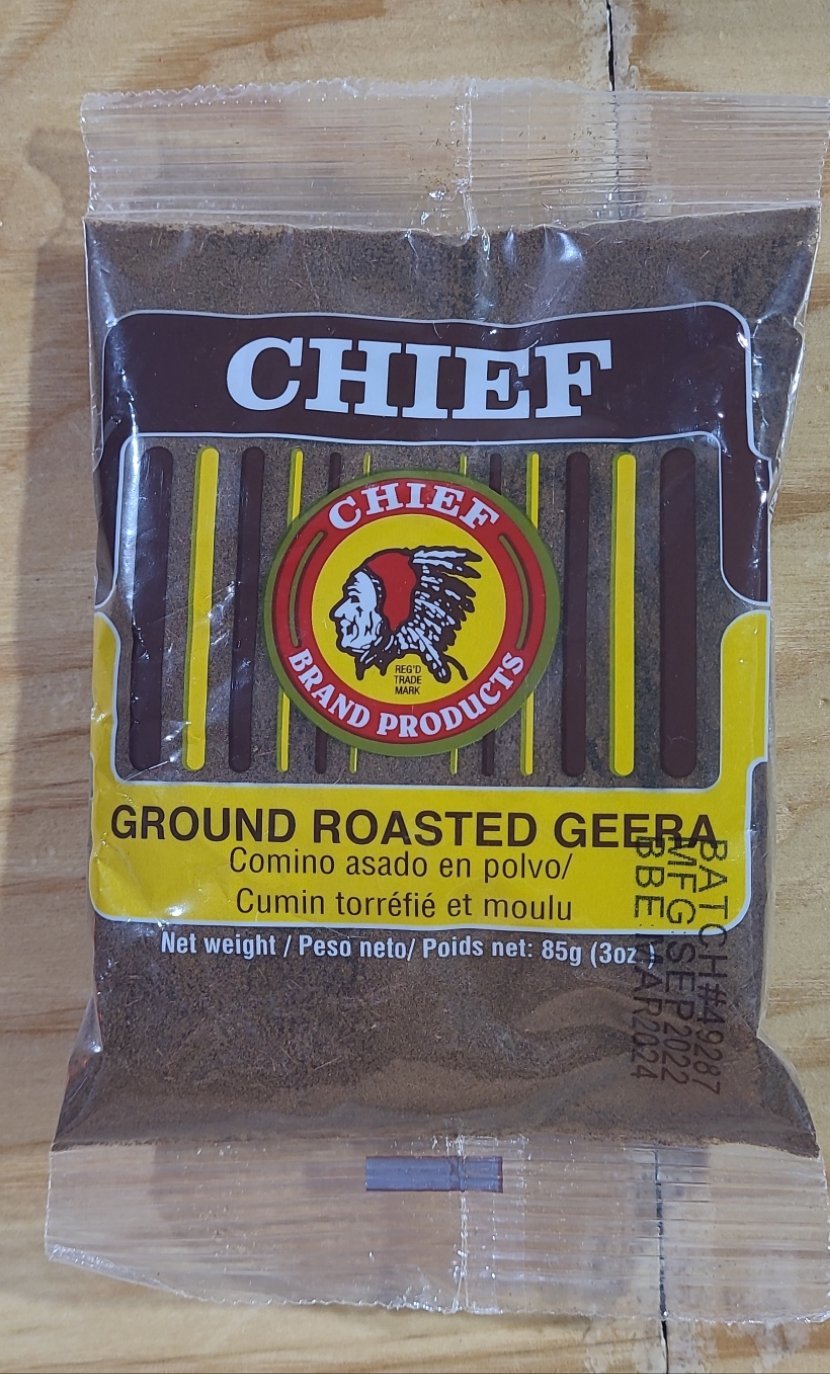 CHIEF
CHIEF
REG'D
TRADE
MARK
BRAND PRODUCTS
GROUND ROASTED GEERA
Comino asado en polvo/
Cumin torréfié et moulu
Net weight / Peso neto/ Poids net: 85g (3oz )
BATCH#49287
MFG:SEP2022
BBE:MAR2024